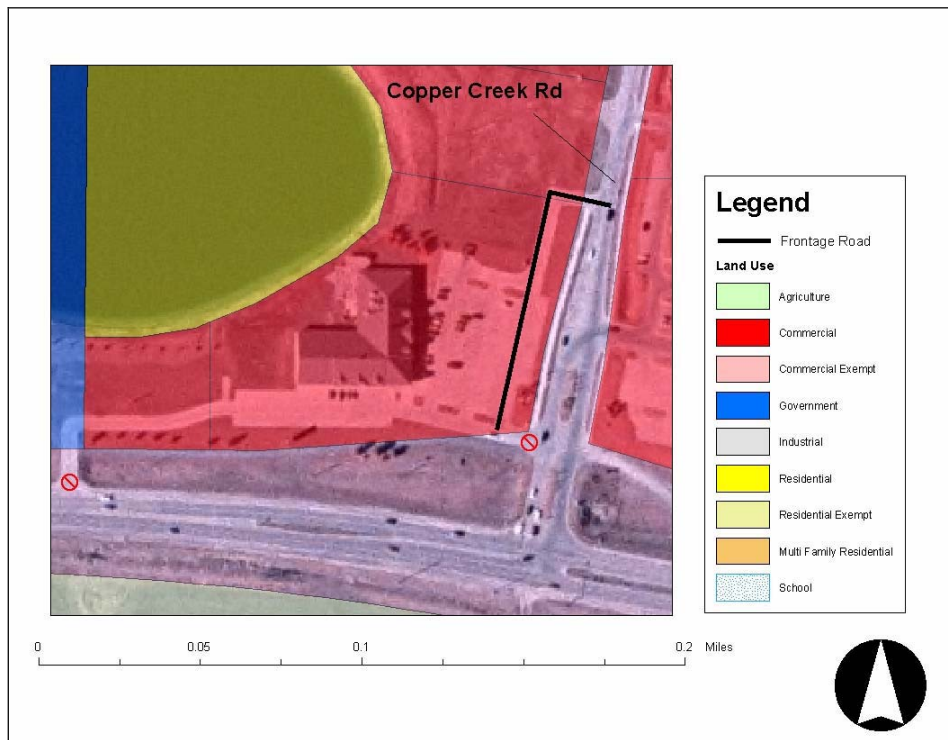 Copper Creek Rd
Legend
Frontage Road
Land Use
Agriculture
Commercial
Commercial Exempt
Government
Industrial
Residential
Residential Exempt
Multi Family Residential
School
0 0.05 0.1 0.2 Miles